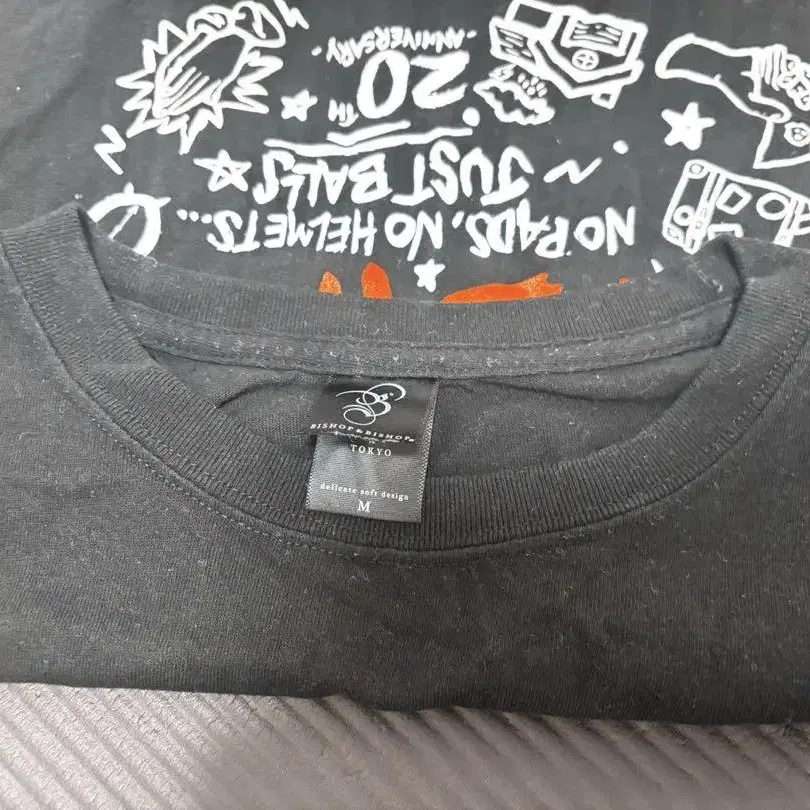 NO PADS, NO HELMETS...
~ JUST BALLS
20TH
- ANNIVERSARY -
BISHOP & BISHOP
TOKYO
delicate soft design
M